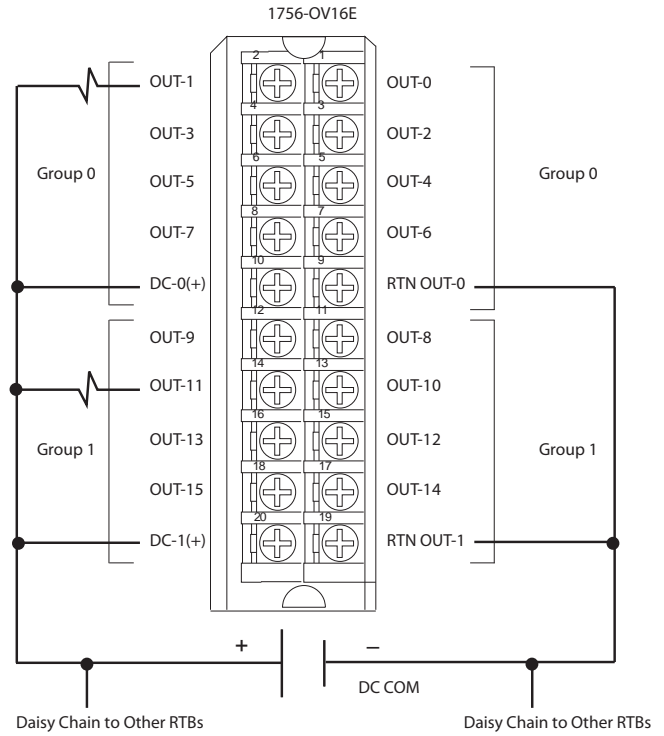 1756-OV16E
2 1
OUT-1 OUT-0
4 3
OUT-3 OUT-2
6 5
Group 0 OUT-5 OUT-4 Group 0
8 7
OUT-7 OUT-6
10 9
DC-0(+) RTN OUT-0
12 11
OUT-9 OUT-8
14 13
OUT-11 OUT-10
16 15
Group 1 OUT-13 OUT-12 Group 1
18 17
OUT-15 OUT-14
20 19
DC-1(+) RTN OUT-1
+ –
DC COM
Daisy Chain to Other RTBs Daisy Chain to Other RTBs